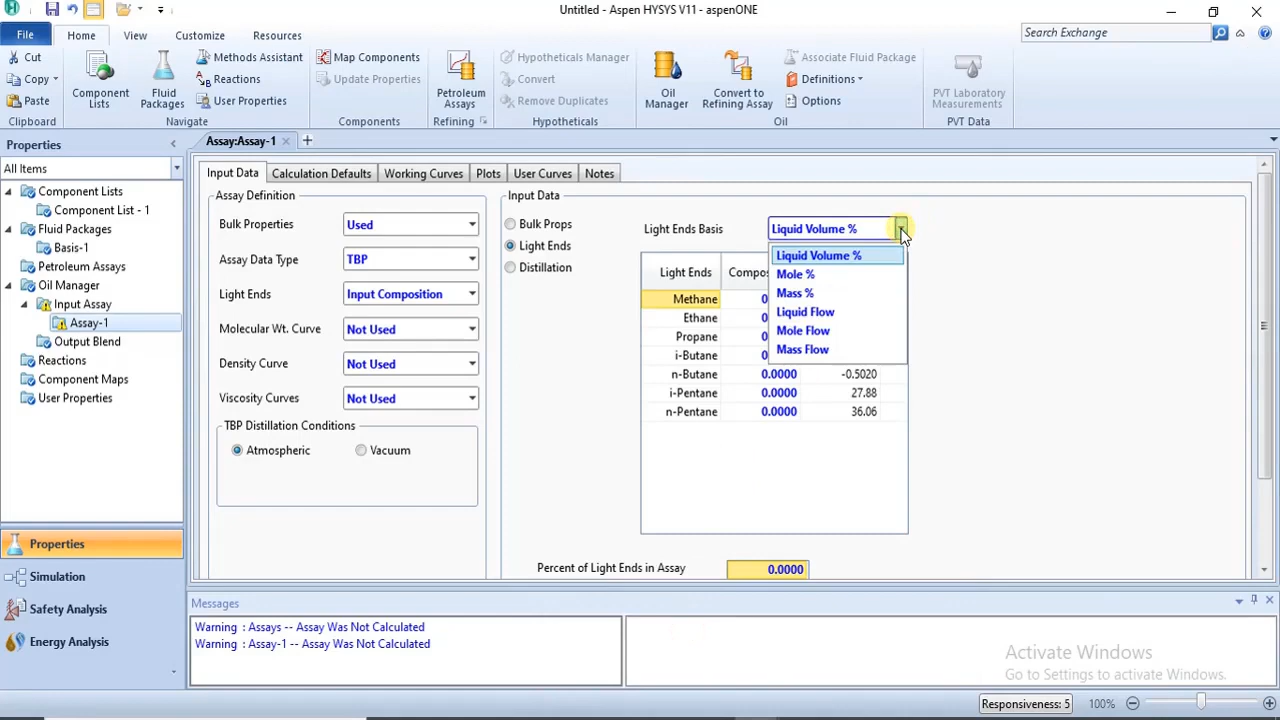 Untitled - Aspen HYSYS V11 - aspenONE
File
Home
View
Customize
Resources
Search Exchange
Cut
Copy
Paste
Clipboard
Component Lists
Fluid Packages
Methods Assistant
Reactions
User Properties
Navigate
Map Components
Update Properties
Components
Petroleum Assays
Refining
Hypotheticals Manager
Convert
Remove Duplicates
Hypotheticals
Oil Manager
Convert to Refining Assay
Associate Fluid Package
Definitions
Options
Oil
PVT Laboratory Measurements
PVT Data
Properties
All Items
Component Lists
Component List - 1
Fluid Packages
Basis-1
Petroleum Assays
Oil Manager
Input Assay
Assay-1
Output Blend
Reactions
Component Maps
User Properties
Properties
Simulation
Safety Analysis
Energy Analysis
Assay:Assay-1
Input Data
Calculation Defaults
Working Curves
Plots
User Curves
Notes
Assay Definition
Bulk Properties Used
Assay Data Type TBP
Light Ends Input Composition
Molecular Wt. Curve Not Used
Density Curve Not Used
Viscosity Curves Not Used
TBP Distillation Conditions
Atmospheric
Vacuum
Input Data
Bulk Props
Light Ends
Distillation
Light Ends Basis Liquid Volume %
Liquid Volume %
Mole %
Mass %
Liquid Flow
Mole Flow
Mass Flow
Light Ends
Methane
Ethane
Propane
i-Butane
n-Butane 0.0000 -0.5020
i-Pentane 0.0000 27.88
n-Pentane 0.0000 36.06
Percent of Light Ends in Assay 0.0000
Messages
Warning : Assays -- Assay Was Not Calculated
Warning : Assay-1 -- Assay Was Not Calculated
Activate Windows
Go to Settings to activate Windows.
Responsiveness: 5
100%